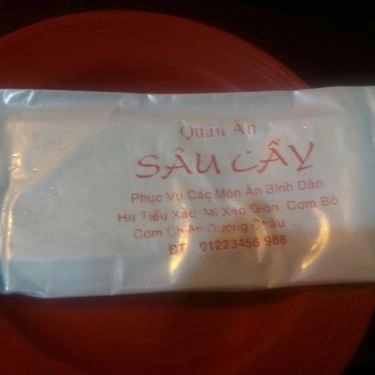 Quán Ăn
SÂU CẤY
Phục Vụ Các Món Ăn Bình Dân
Hủ Tiếu Xào, Mì Xào Giòn, Cơm Bò
Cơm Chiên Dương Châu ...
ĐT : 01223456 988